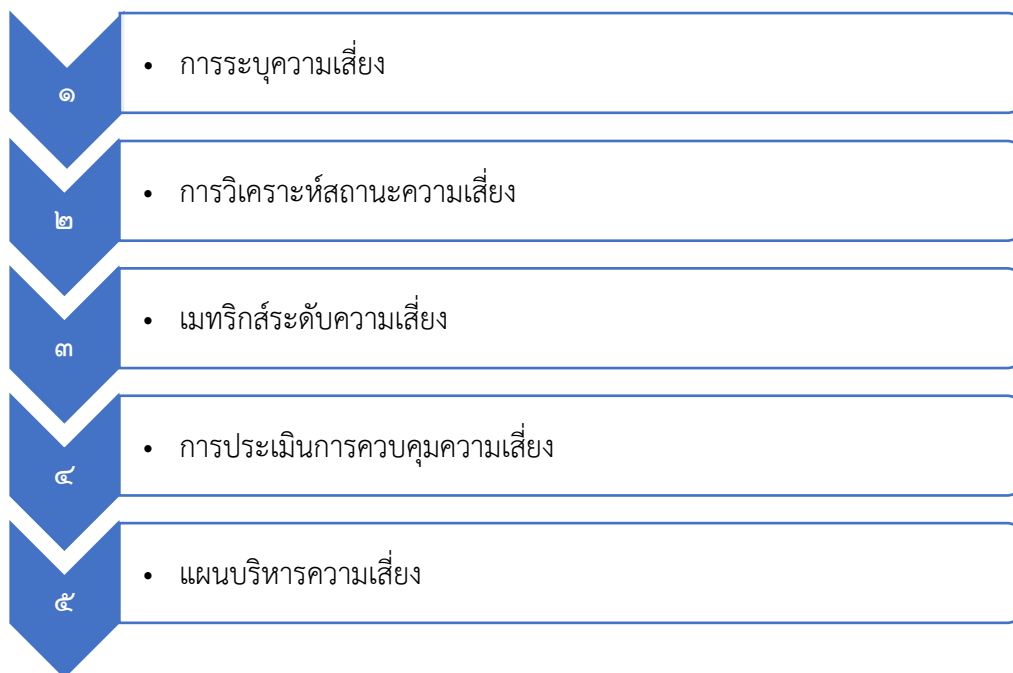 ๑
• การระบุความเสี่ยง
๒
• การวิเคราะห์สถานะความเสี่ยง
๓
• เมทริกส์ระดับความเสี่ยง
๔
• การประเมินการควบคุมความเสี่ยง
๕
• แผนบริหารความเสี่ยง